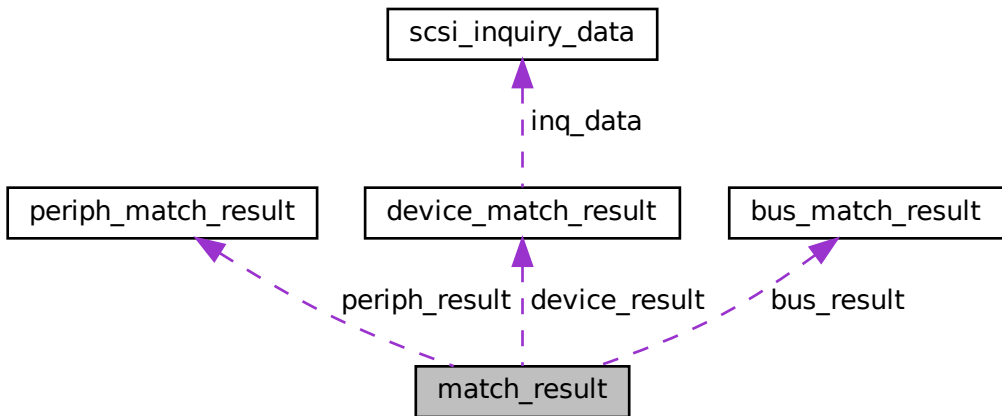 scsi_inquiry_data
inq_data
periph_match_result
device_match_result
bus_match_result
periph_result
device_result
bus_result
match_result